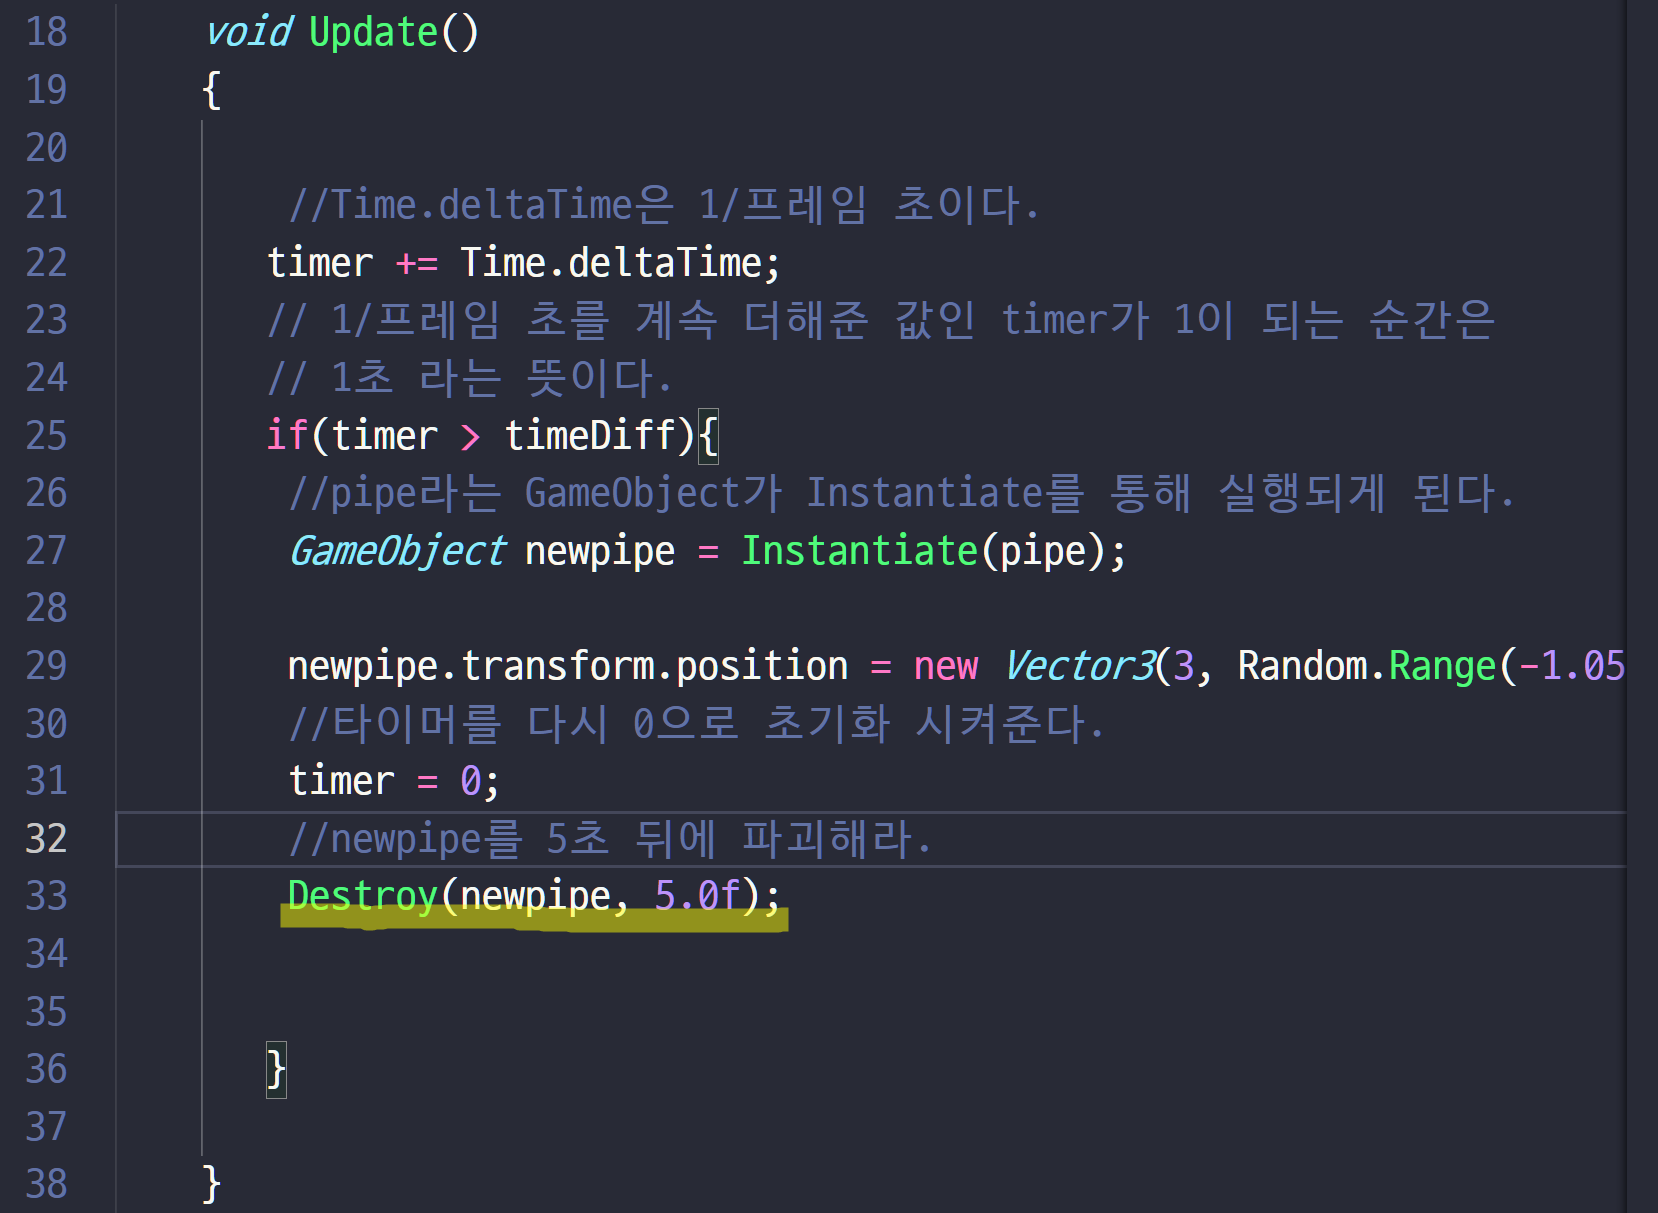 18 void Update()
19 {
20
21 //Time.deltaTime은 1/프레임 초이다.
22 timer += Time.deltaTime;
23 // 1/프레임 초를 계속 더해준 값인 timer가 1이 되는 순간은
24 // 1초 라는 뜻이다.
25 if(timer > timeDiff){
26 //pipe라는 GameObject가 Instantiate를 통해 실행되게 된다.
27 GameObject newpipe = Instantiate(pipe);
28
29 newpipe.transform.position = new Vector3(3, Random.Range(-1.05
30 //타이머를 다시 0으로 초기화 시켜준다.
31 timer = 0;
32 //newpipe를 5초 뒤에 파괴해라.
33 Destroy(newpipe, 5.0f);
34
35
36 }
37
38 }